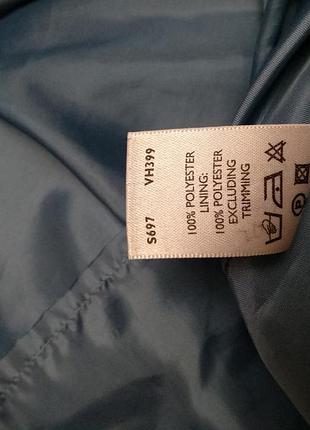 S697 VH399
100% POLYESTER
LINING:
100% POLYESTER
EXCLUDING
TRIMMING